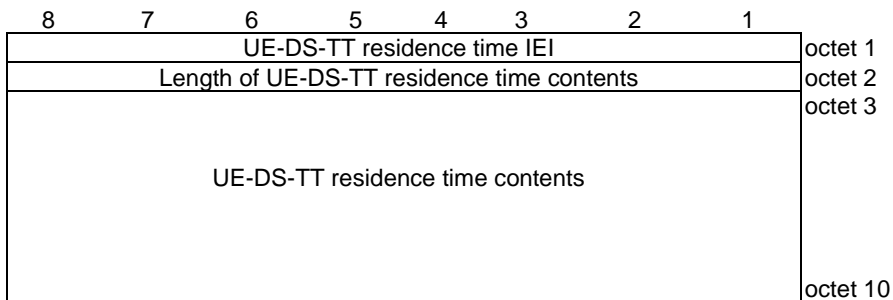 8 7 6 5 4 3 2 1
UE-DS-TT residence time IEI octet 1
Length of UE-DS-TT residence time contents octet 2
octet 3
UE-DS-TT residence time contents
octet 10